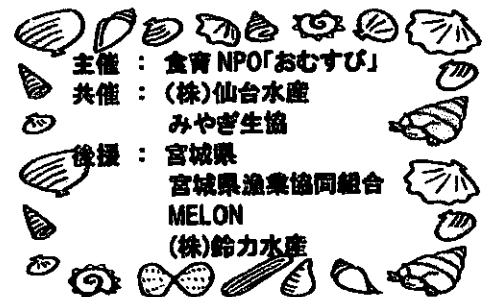 主催 : 食育 NPO「おむすび」
共催 : (株)仙台水産
みやぎ生協
後援 : 宮城県
宮城県漁業協同組合
MELON
(株)鈴力水産